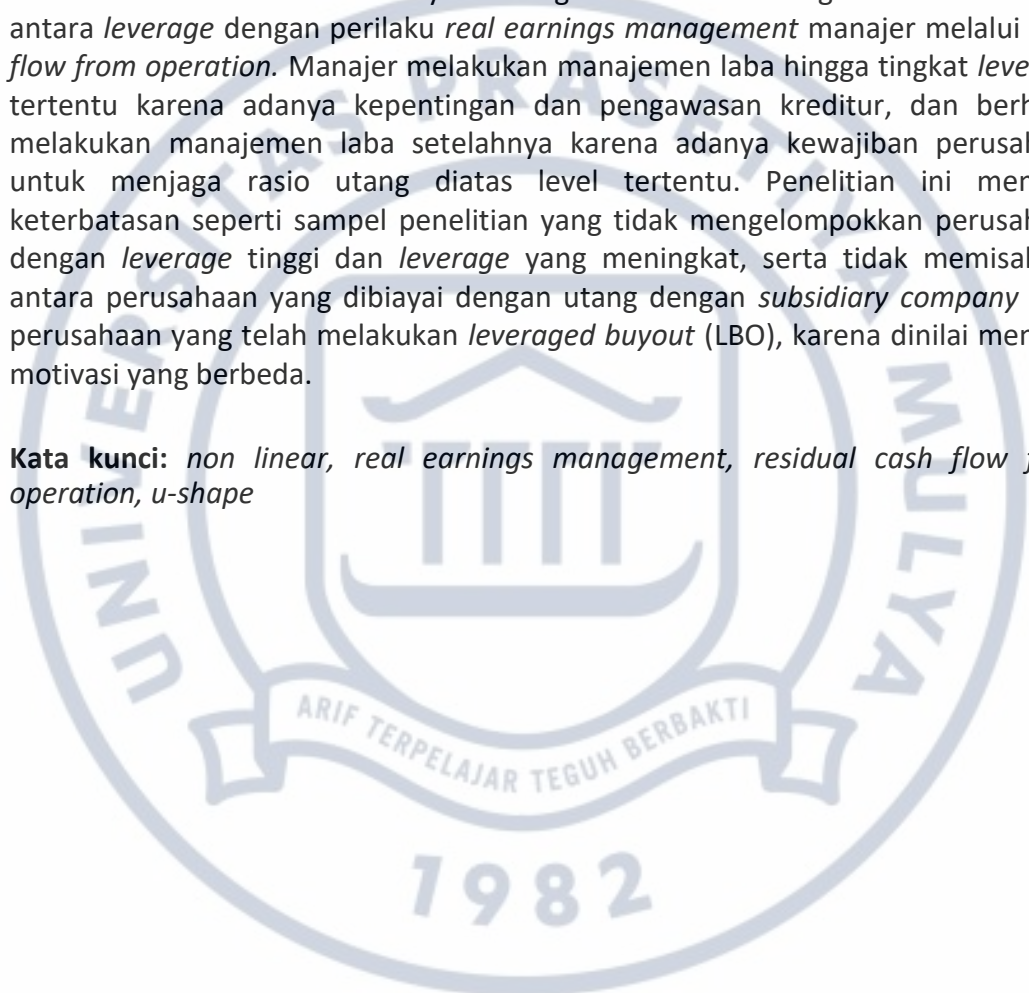 antara leverage dengan perilaku real earnings management manajer melalui
flow from operation. Manajer melakukan manajemen laba hingga tingkat
tertentu karena adanya kepentingan dan pengawasan kreditur, dan
melakukan manajemen laba setelahnya karena adanya kewajiban
untuk menjaga rasio utang diatas level tertentu. Penelitian ini
keterbatasan seperti sampel penelitian yang tidak mengelompokkan
dengan leverage tinggi dan leverage yang meningkat, serta tidak
antara perusahaan yang dibiayai dengan utang dengan subsidiary company
perusahaan yang telah melakukan leveraged buyout (LBO), karena dinilai
motivasi yang berbeda.
Kata kunci: non linear, real earnings management, residual cash flow
operation, u-shape
UNIVERSITAS PRASETIYA MULYA
ARIF TERPELAJAR TEGUH BERBAKTI
1982